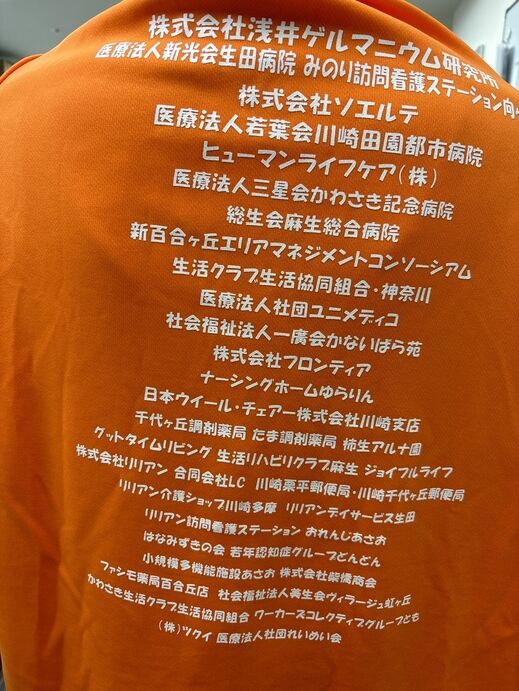 株式会社浅井ゲルマニウム研究所
医療法人新光会生田病院 みのり訪問看護ステーション向
株式会社ソエルテ
医療法人若葉会川崎田園都市病院
ヒューマンライフケア(株)
医療法人三星会かわさき記念病院
総生会麻生総合病院
新百合ヶ丘エリアマネジメントコンソーシアム
生活クラブ生活協同組合・神奈川
医療法人社団ユニメディコ
社会福祉法人一廣会かないばら苑
株式会社フロンティア
ナーシングホームゆらりん
日本ウイール・チェアー株式会社川崎支店
千代ヶ丘調剤薬局 たま調剤薬局 柿生アルナ園
グットタイムリビング 生活リハビリクラブ麻生 ジョイフルライフ
株式会社リリアン 合同会社LC 川崎栗平郵便局・川崎千代ヶ丘郵便局
リリアン介護ショップ川崎多摩 リリアンデイサービス生田
リリアン訪問看護ステーション おれんじあさお
はなみずきの会 若年認知症グループどんどん
小規模多機能施設あさお 株式会社柴橋商会
ファシモ薬局百合丘店 社会福祉法人美生会ヴィラージュ虹ヶ丘
かわさき生活クラブ生活協同組合 ワーカーズコレクティブグループとも
(株)ツクイ 医療法人社団れいめい会